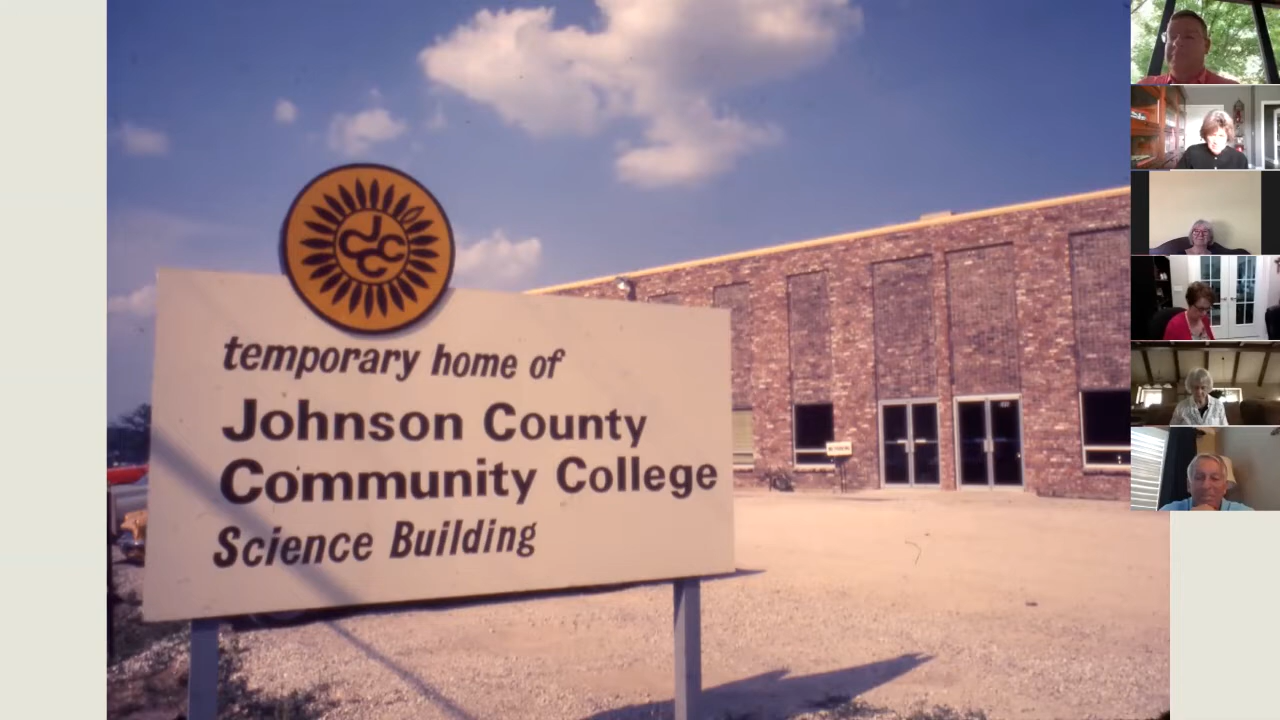 JCCC
temporary home of
Johnson County
Community College
Science Building